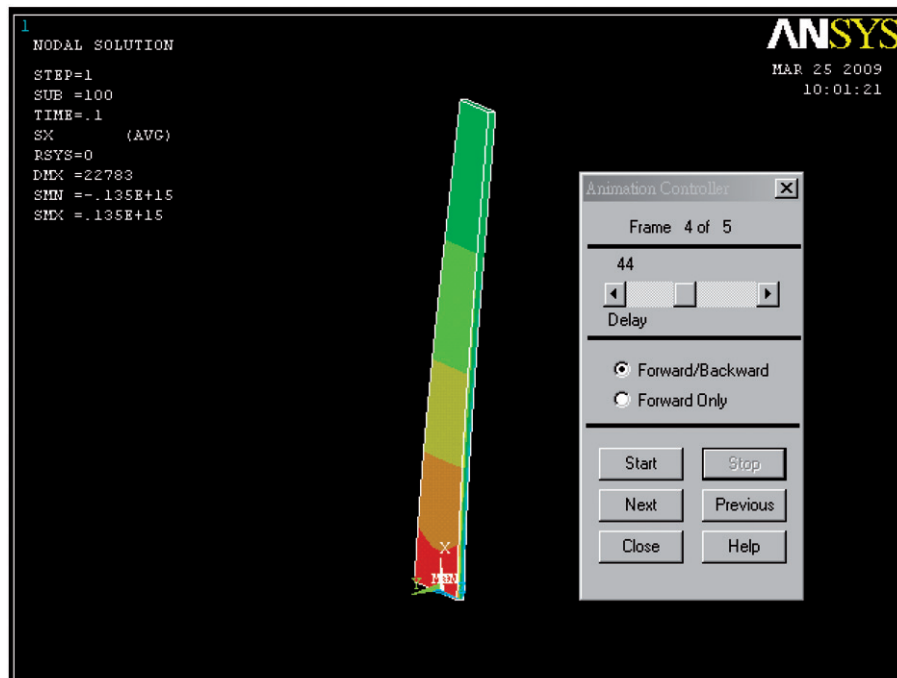 1
NODAL SOLUTION
STEP=1
SUB =100
TIME=.1
SX (AVG)
RSYS=0
DMX =22783
SMN =-.135E+15
SMX =.135E+15
ANSYS
MAR 25 2009
10:01:21
Animation Controller
Frame 4 of 5
44
Delay
Forward/Backward
Forward Only
Start Stop
Next Previous
Close Help
X
Y